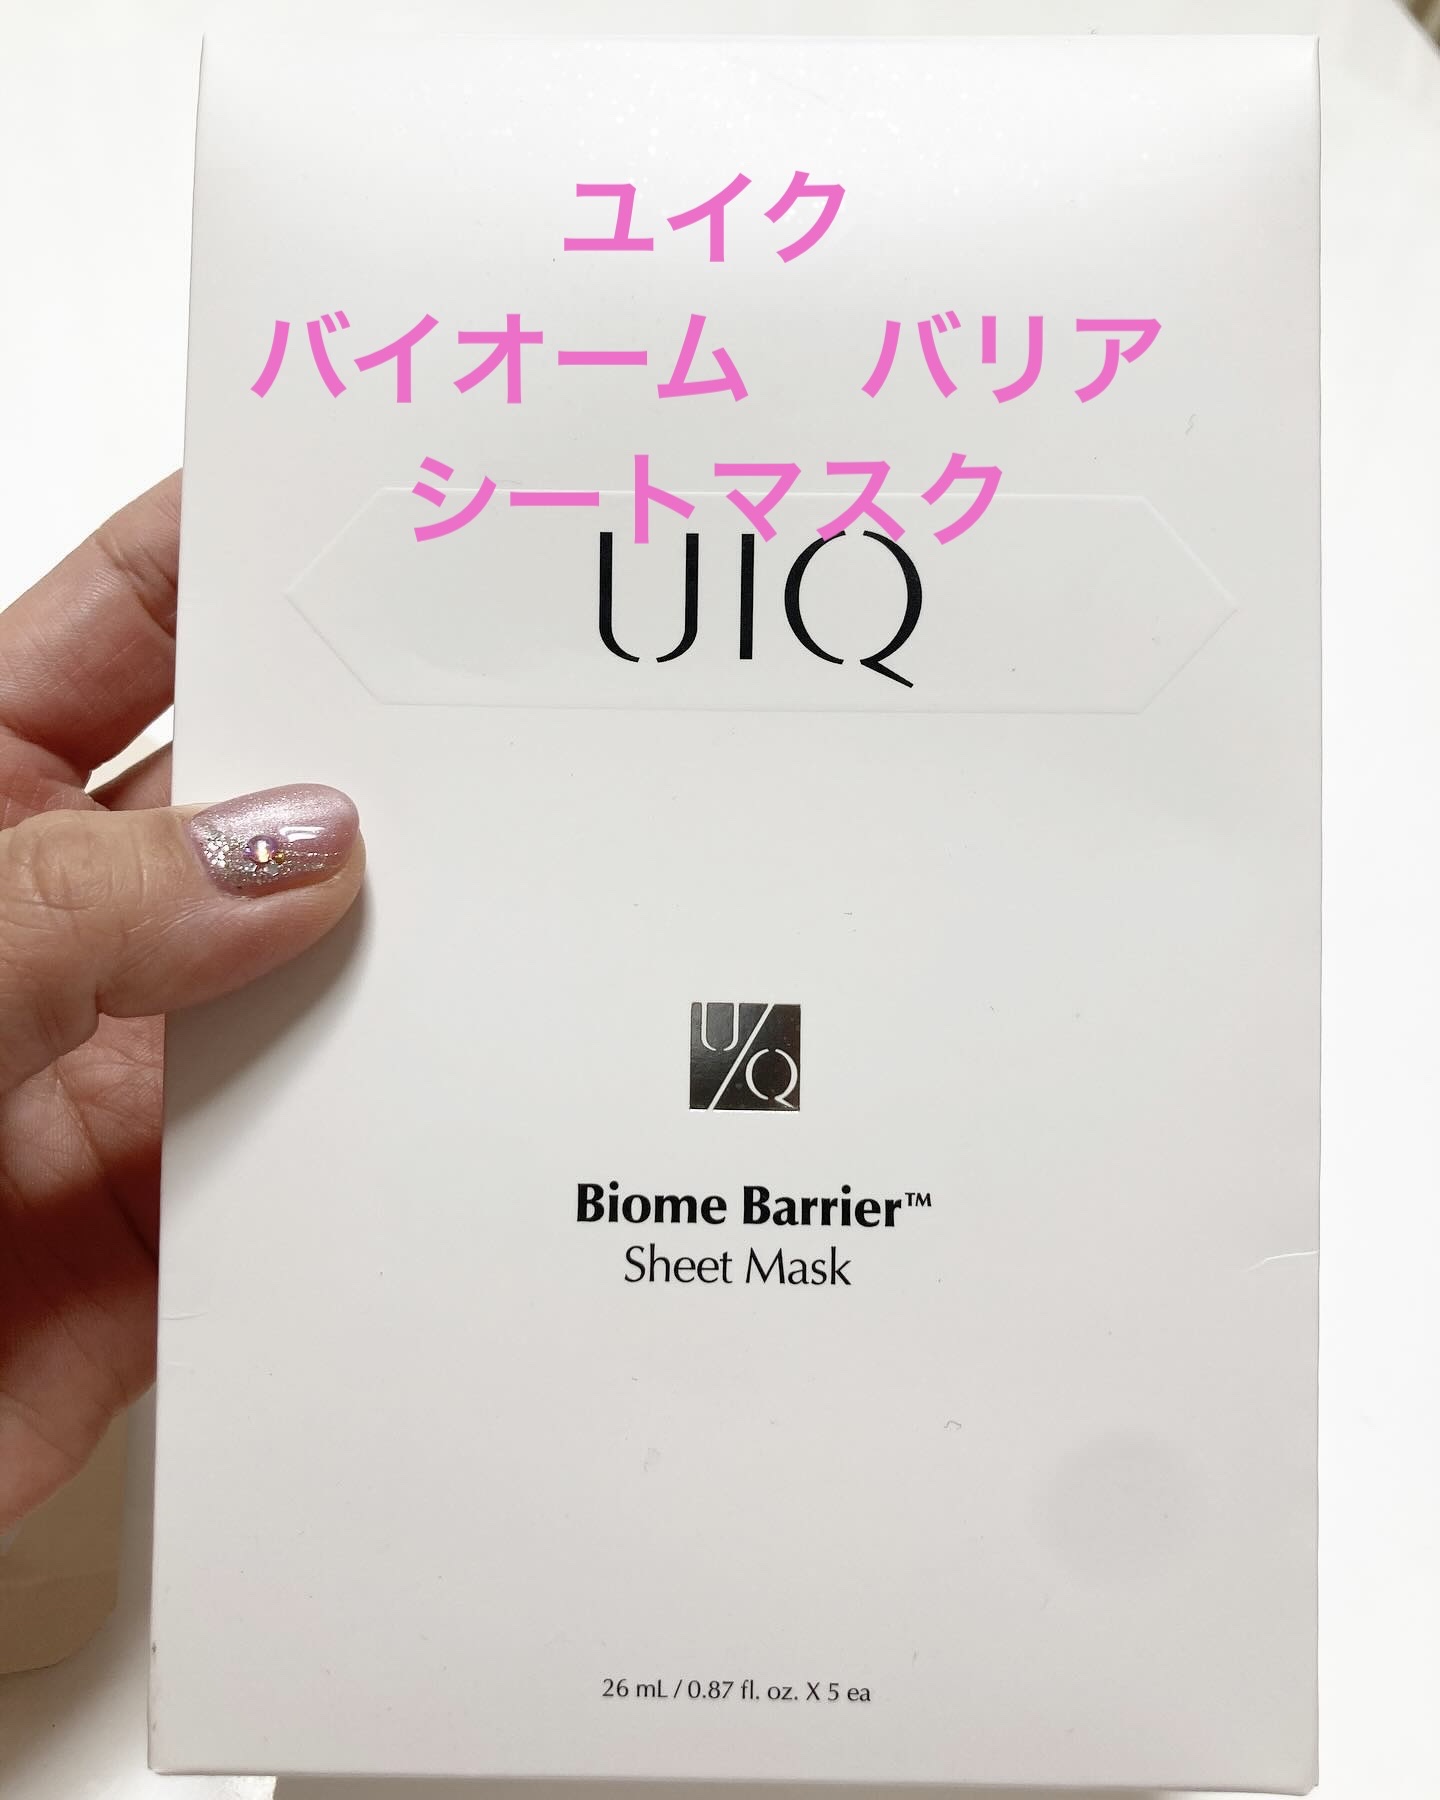 ユイク
バイオーム　バリア
シートマスク
UIQ
U/Q
Biome Barrier™
Sheet Mask
26 mL / 0.87 fl. oz. X 5 ea